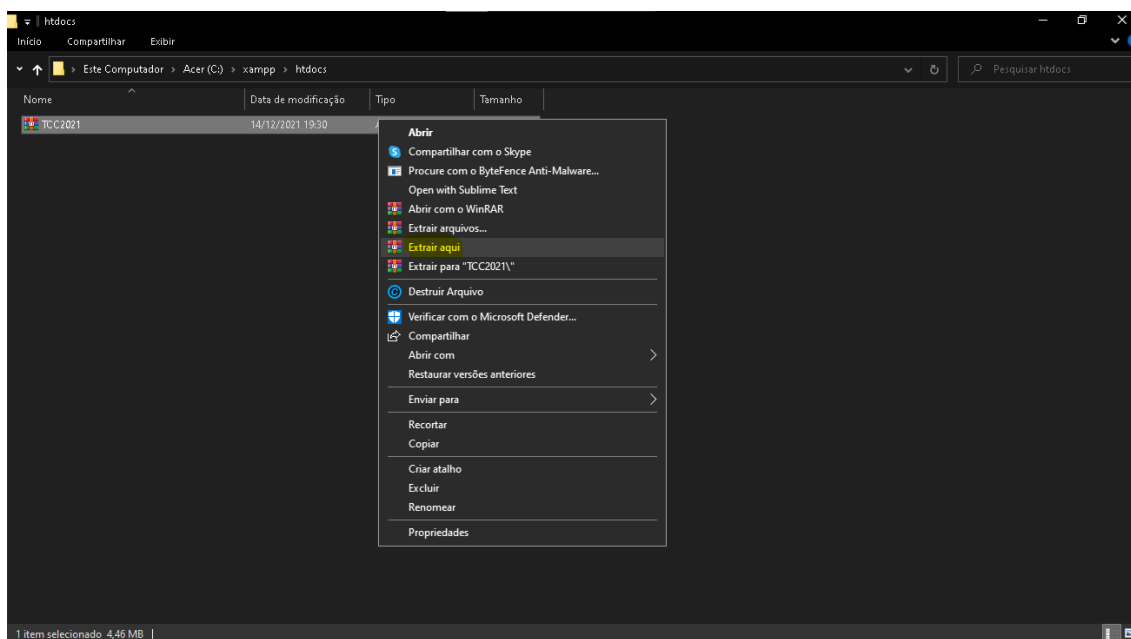 htdocs
Início Compartilhar Exibir
Este Computador > Acer (C:) > xampp > htdocs
Pesquisar htdocs
Nome Data de modificação Tipo Tamanho
TCC2021 14/12/2021 19:30
Abrir
Compartilhar com o Skype
Procure com o ByteFence Anti-Malware...
Open with Sublime Text
Abrir com o WinRAR
Extrair arquivos...
Extrair aqui
Extrair para "TCC2021\"
Destruir Arquivo
Verificar com o Microsoft Defender...
Compartilhar
Abrir com
Restaurar versões anteriores
Enviar para
Recortar
Copiar
Criar atalho
Excluir
Renomear
Propriedades
1 item selecionado 4,46 MB